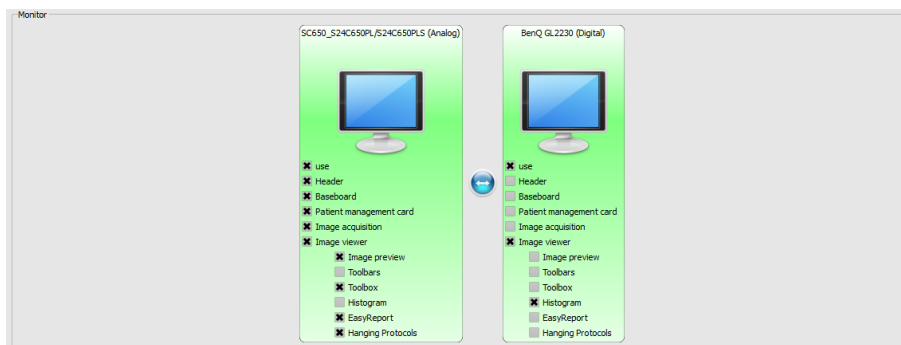 Monitor
SC650_S24C650PL/S24C650PLS (Analog)
use
Header
Baseboard
Patient management card
Image acquisition
Image viewer
Image preview
Toolbars
Toolbox
Histogram
EasyReport
Hanging Protocols
BenQ GL2230 (Digital)
use
Header
Baseboard
Patient management card
Image acquisition
Image viewer
Image preview
Toolbars
Toolbox
Histogram
EasyReport
Hanging Protocols